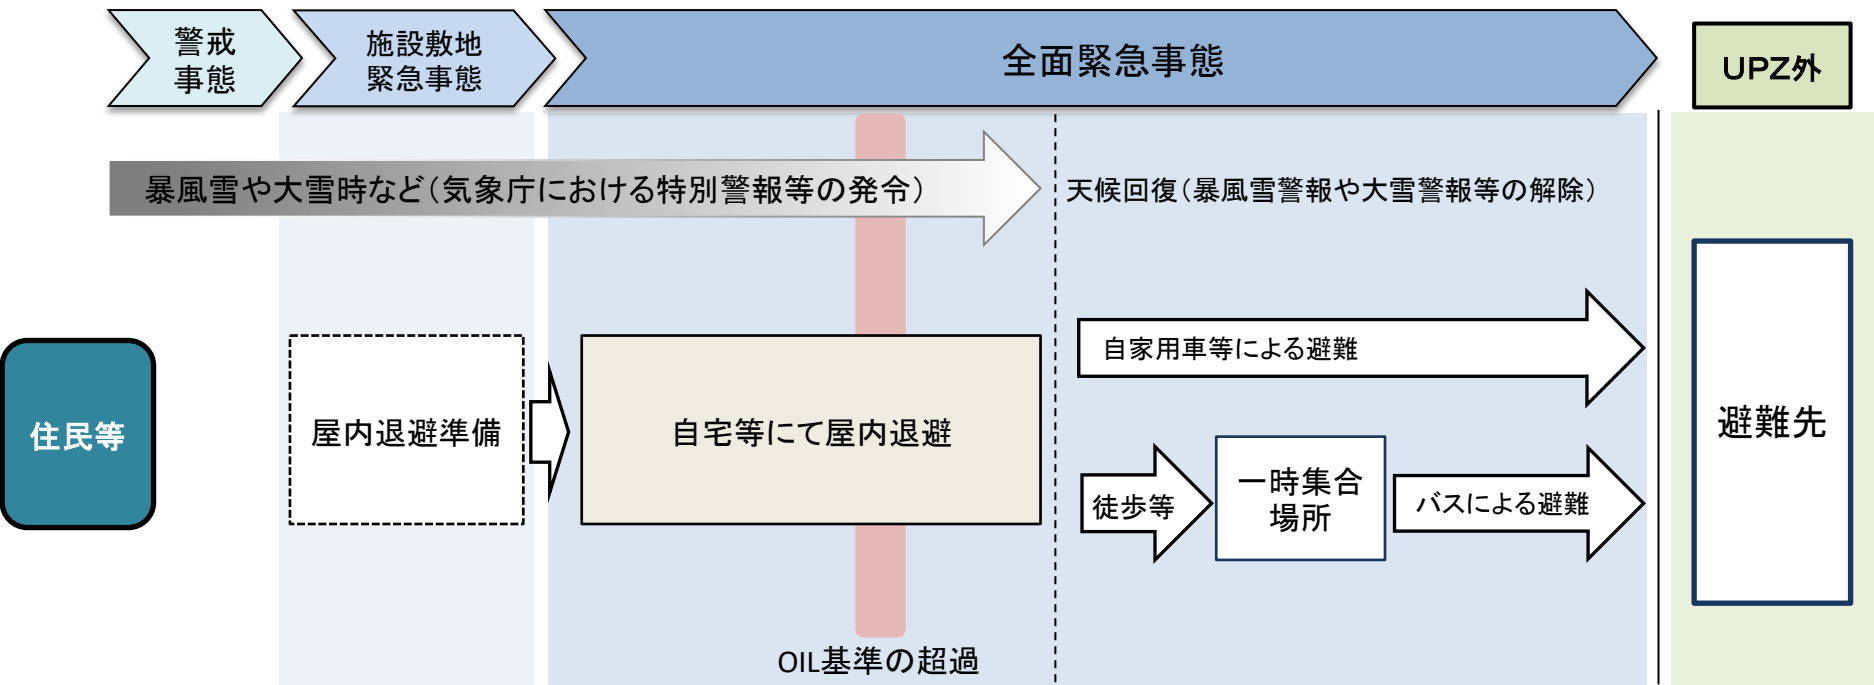 警戒
事態
施設敷地
緊急事態
全面緊急事態
UPZ外
暴風雪や大雪時など(気象庁における特別警報等の発令)
天候回復(暴風雪警報や大雪警報等の解除)
住民等
屋内退避準備
自宅等にて屋内退避
自家用車等による避難
徒歩等
一時集合
場所
バスによる避難
避難先
OIL基準の超過